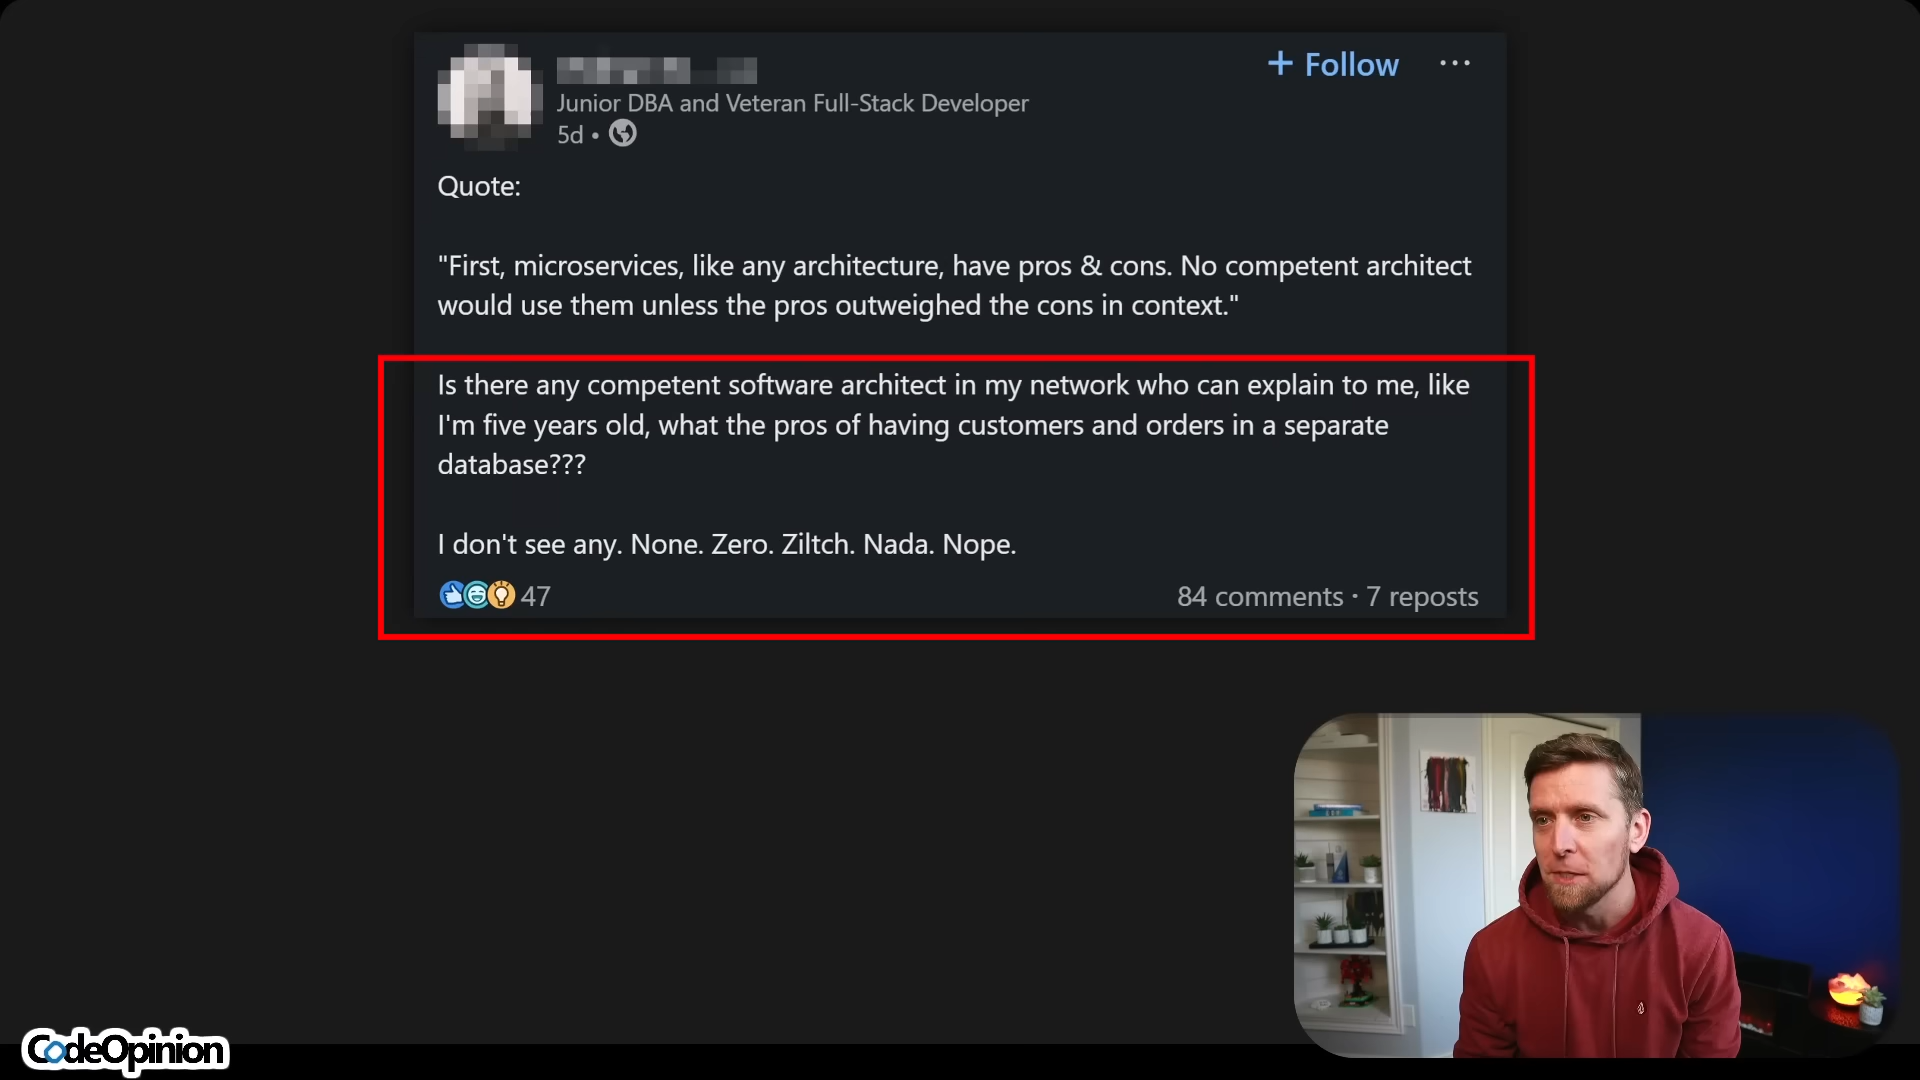 + Follow ...
Junior DBA and Veteran Full-Stack Developer
5d •
Quote:
"First, microservices, like any architecture, have pros & cons. No competent architect
would use them unless the pros outweighed the cons in context."
Is there any competent software architect in my network who can explain to me, like
I'm five years old, what the pros of having customers and orders in a separate
database???
I don't see any. None. Zero. Ziltch. Nada. Nope.
47
84 comments • 7 reposts
CodeOpinion